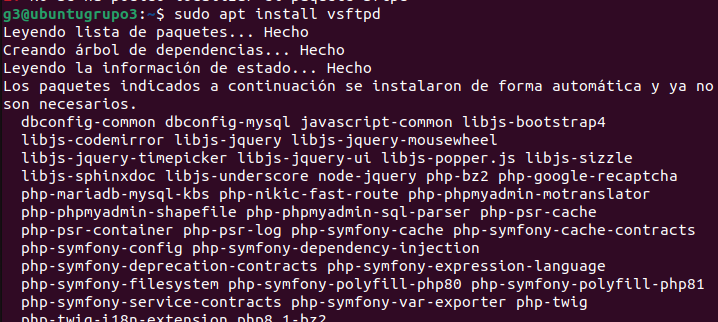 g3@ubuntugrupo3:~$ sudo apt install vsftpd
Leyendo lista de paquetes... Hecho
Creando árbol de dependencias... Hecho
Leyendo la información de estado... Hecho
Los paquetes indicados a continuación se instalaron de forma automática y ya no
son necesarios.
dbconfig-common dbconfig-mysql javascript-common libjs-bootstrap4
libjs-codemirror libjs-jquery libjs-jquery-mousewheel
libjs-jquery-timepicker libjs-jquery-ui libjs-popper.js libjs-sizzle
libjs-sphinxdoc libjs-underscore node-jquery php-bz2 php-google-recaptcha
php-mariadb-mysql-kbs php-nikic-fast-route php-phpmyadmin-motranslator
php-phpmyadmin-shapefile php-phpmyadmin-sql-parser php-psr-cache
php-psr-container php-psr-log php-symfony-cache php-symfony-cache-contracts
php-symfony-config php-symfony-dependency-injection
php-symfony-deprecation-contracts php-symfony-expression-language
php-symfony-filesystem php-symfony-polyfill-php80 php-symfony-polyfill-php81
php-symfony-service-contracts php-symfony-var-exporter php-twig
php-twig-i18n-extension php8.1-bz2